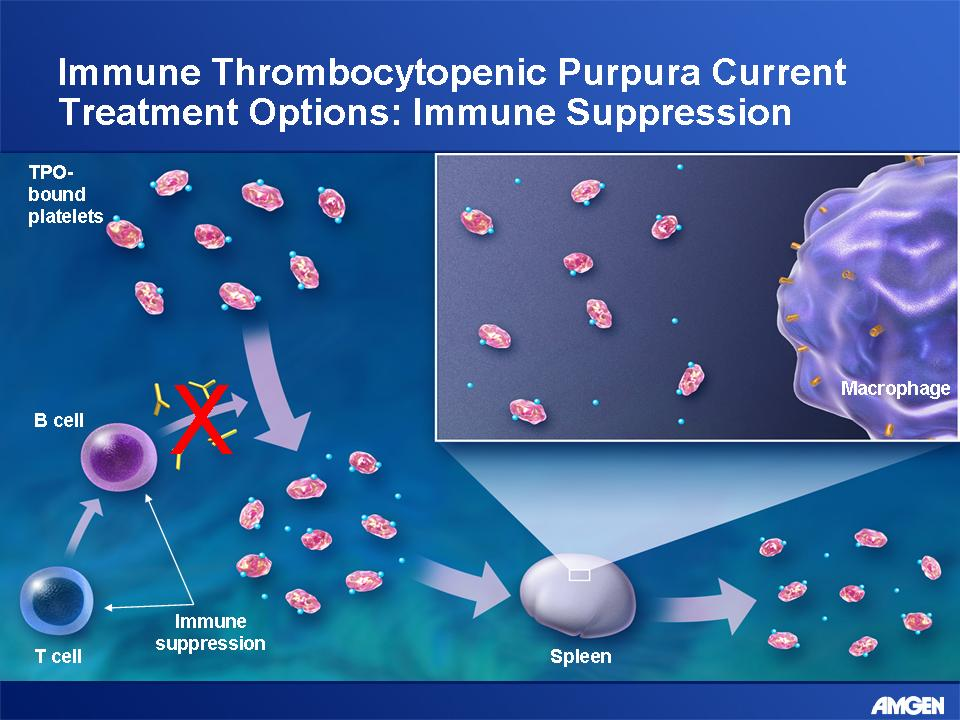 Immune Thrombocytopenic Purpura Current
Treatment Options: Immune Suppression
TPO-
bound
platelets
Macrophage
B cell
X
Immune
suppression
T cell
Spleen
AMGEN